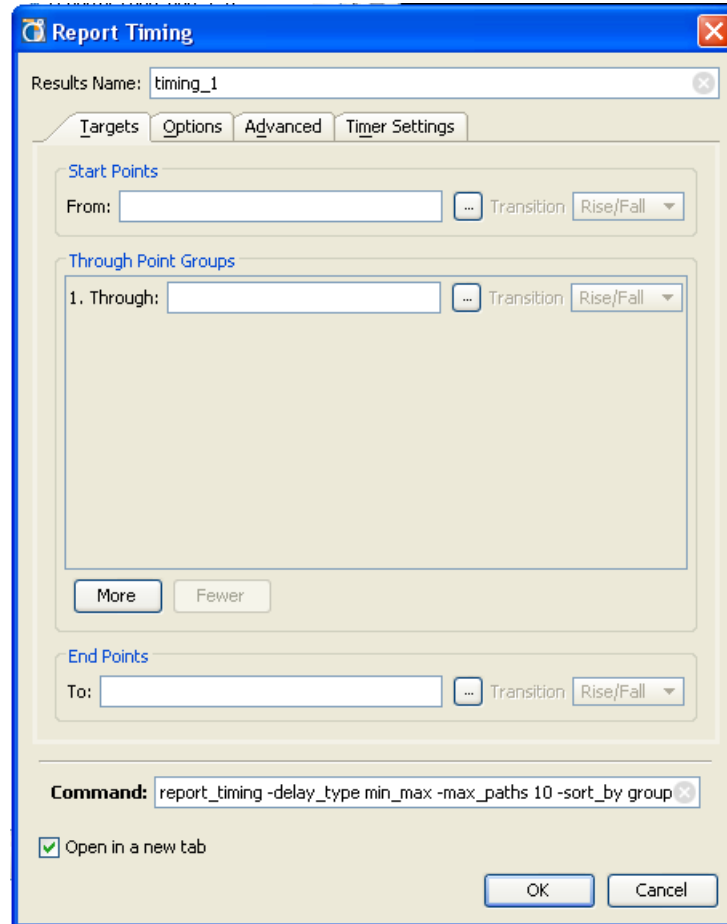 Report Timing
Results Name: timing_1
Targets Options Advanced Timer Settings
Start Points
From: ... Transition Rise/Fall
Through Point Groups
1. Through: ... Transition Rise/Fall
More Fewer
End Points
To: ... Transition Rise/Fall
Command: report_timing -delay_type min_max -max_paths 10 -sort_by group
Open in a new tab
OK Cancel